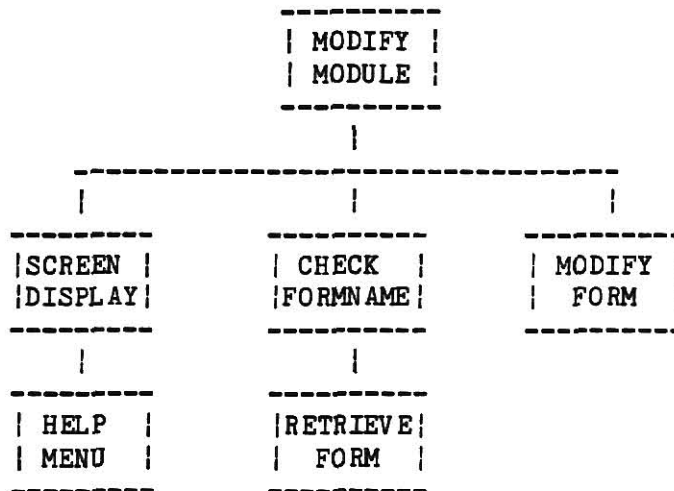 MODIFY
MODULE
SCREEN
DISPLAY
CHECK
FORMNAME
MODIFY
FORM
HELP
MENU
RETRIEVE
FORM